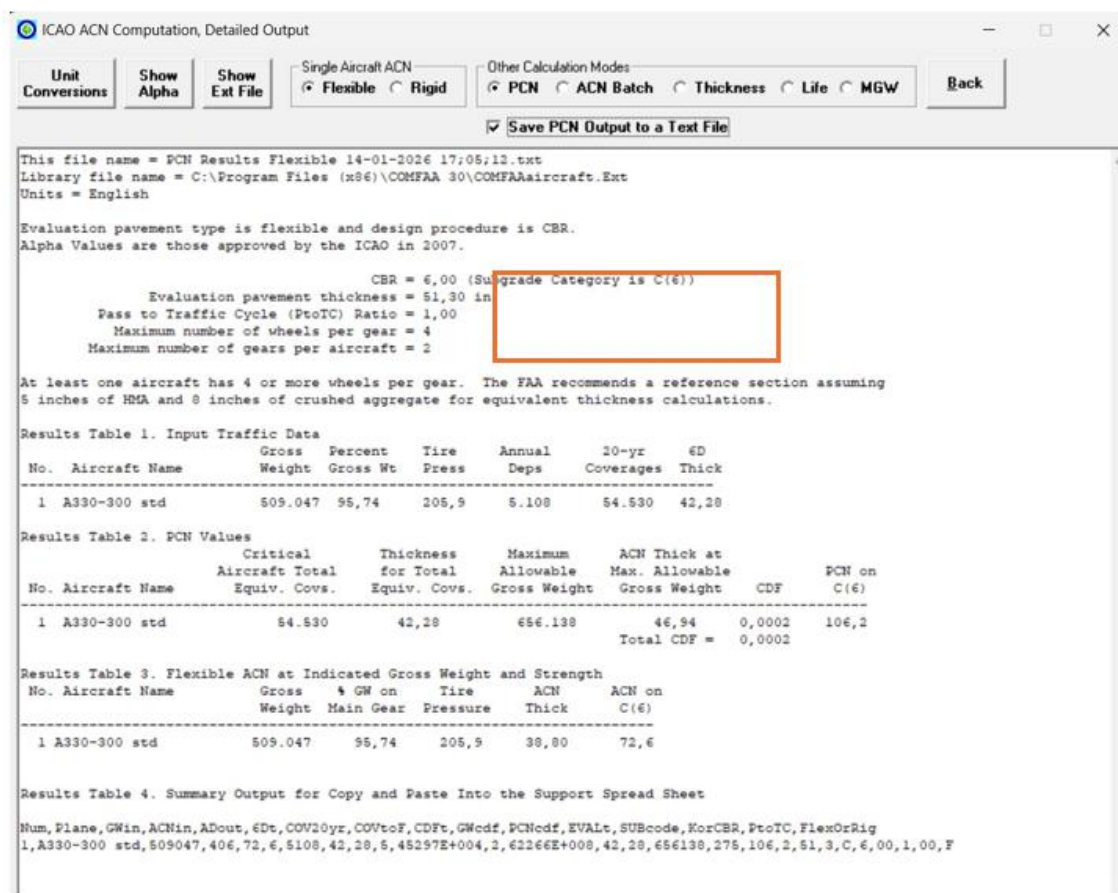 ICAO ACN Computation, Detailed Output
Unit Conversions
Show Alpha
Show Ext File
Single Aircraft ACN
Flexible Rigid
Other Calculation Modes
PCN ACN Batch Thickness Life MGW
Back
Save PCN Output to a Text File
This file name = PCN Results Flexible 14-01-2026 17;05;12.txt
Library file name = C:\Program Files (x86)\COMFAA 30\COMFAAaircraft.Ext
Units = English
Evaluation pavement type is flexible and design procedure is CBR.
Alpha Values are those approved by the ICAO in 2007.
CBR = 6,00 (Subgrade Category is C(6))
Evaluation pavement thickness = 51,30 in
Pass to Traffic Cycle (PtoTC) Ratio = 1,00
Maximum number of wheels per gear = 4
Maximum number of gears per aircraft = 2
At least one aircraft has 4 or more wheels per gear. The FAA recommends a reference section assuming
5 inches of HMA and 8 inches of crushed aggregate for equivalent thickness calculations.
Results Table 1. Input Traffic Data
Gross Percent Tire Annual 20-yr 6D
No. Aircraft Name Weight Gross Wt Press Deps Coverages Thick
1 A330-300 std 509.047 95,74 205,9 5.108 54.530 42,28
Results Table 2. PCN Values
Critical Thickness Maximum ACN Thick at
Aircraft Total for Total Allowable Max. Allowable PCN on
No. Aircraft Name Equiv. Covs. Equiv. Covs. Gross Weight Gross Weight CDF C(6)
1 A330-300 std 54.530 42,28 656.138 46,94 0,0002 106,2
Total CDF = 0,0002
Results Table 3. Flexible ACN at Indicated Gross Weight and Strength
No. Aircraft Name Gross % GW on Tire ACN ACN on
Weight Main Gear Pressure Thick C(6)
1 A330-300 std 509.047 95,74 205,9 38,80 72,6
Results Table 4. Summary Output for Copy and Paste Into the Support Spread Sheet
Num,Plane,GWin,ACNin,ADout,6Dt,COV20yr,COVtoF,CDFt,GWcdf,PCNcdf,EVALt,SUBcode,KorCBR,PtoTC,FlexOrRig
1,A330-300 std,509047,406,72,6,5108,42,28,5,45297E+004,2,62266E+008,42,28,656138,275,106,2,51,3,C,6,00,1,00,F